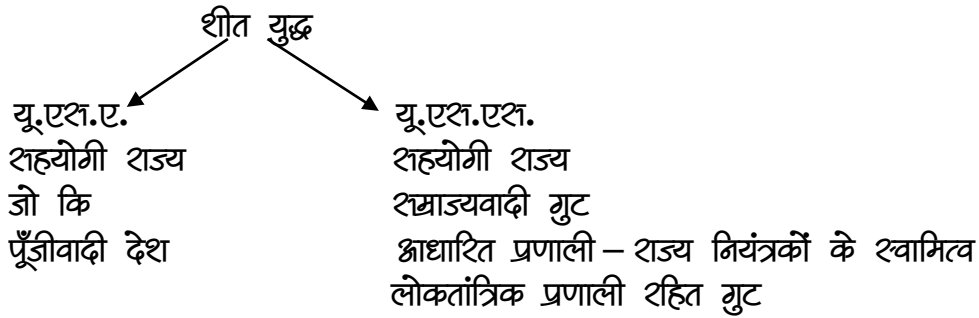 शीत युद्ध
यू.एस.ए.
सहयोगी राज्य
जो कि
पूँजीवादी देश
यू.एस.एस.
सहयोगी राज्य
सम्राज्यवादी गुट
आधारित प्रणाली – राज्य नियंत्रकों के स्वामित्व
लोकतांत्रिक प्रणाली रहित गुट